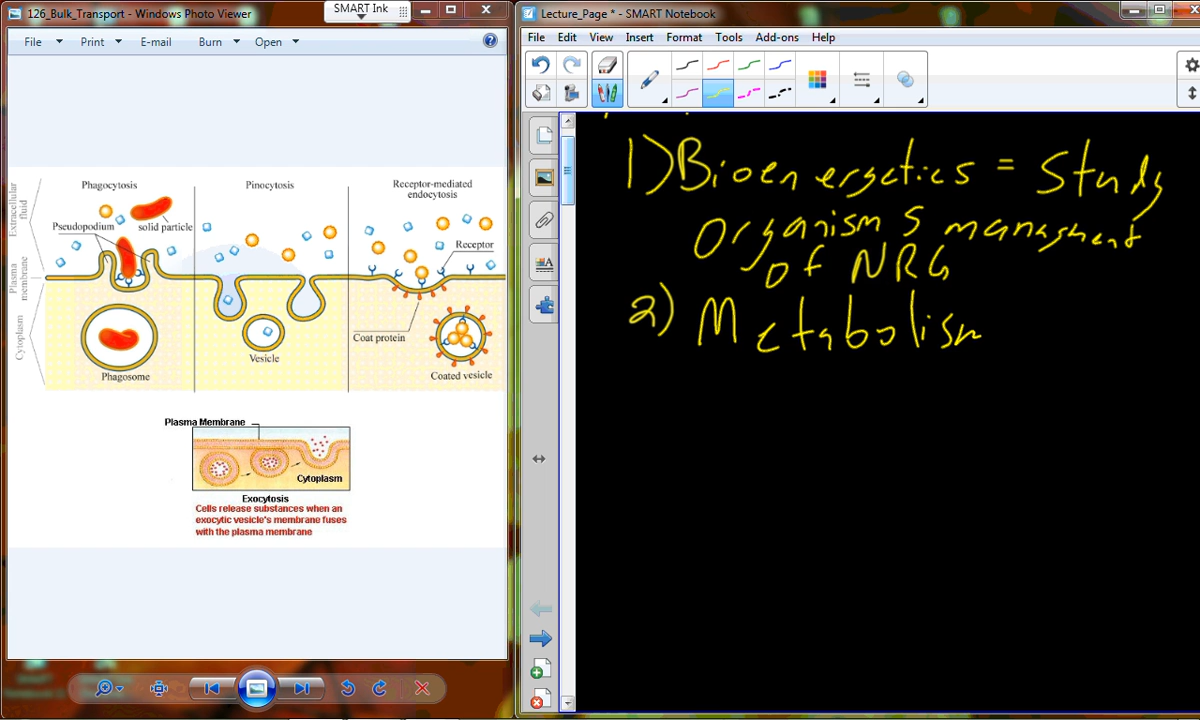 126_Bulk_Transport - Windows Photo Viewer
SMART Ink
File Print E-mail Burn Open
Phagocytosis
Pinocytosis
Receptor-mediated
endocytosis
Extracellular
fluid
Pseudopodium
solid particle
Receptor
Plasma
membrane
Cytoplasm
Coat protein
Vesicle
Phagosome
Coated vesicle
Plasma Membrane
Cytoplasm
Exocytosis
Cells release substances when an
exocytic vesicle's membrane fuses
with the plasma membrane
Lecture_Page * - SMART Notebook
File Edit View Insert Format Tools Add-ons Help
1) Bioenergetics = Study
Organisms managment
of NRG
2) Metabolism